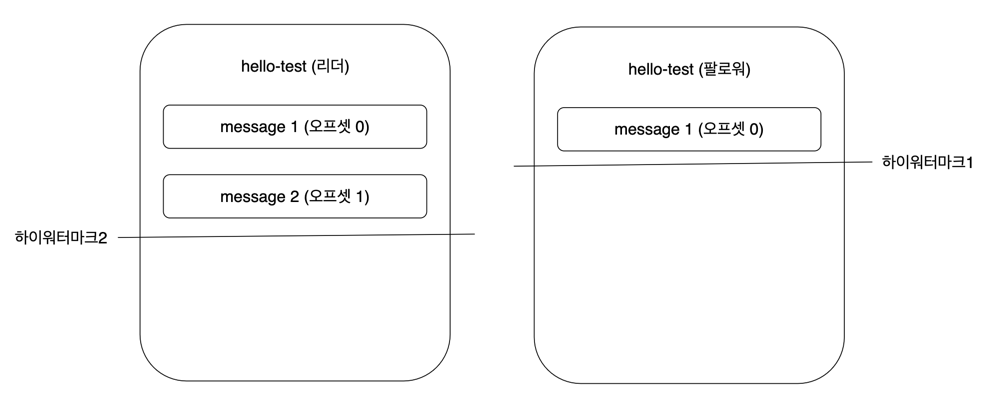 hello-test (리더)
message 1 (오프셋 0)
message 2 (오프셋 1)
하이워터마크2
hello-test (팔로워)
message 1 (오프셋 0)
하이워터마크1